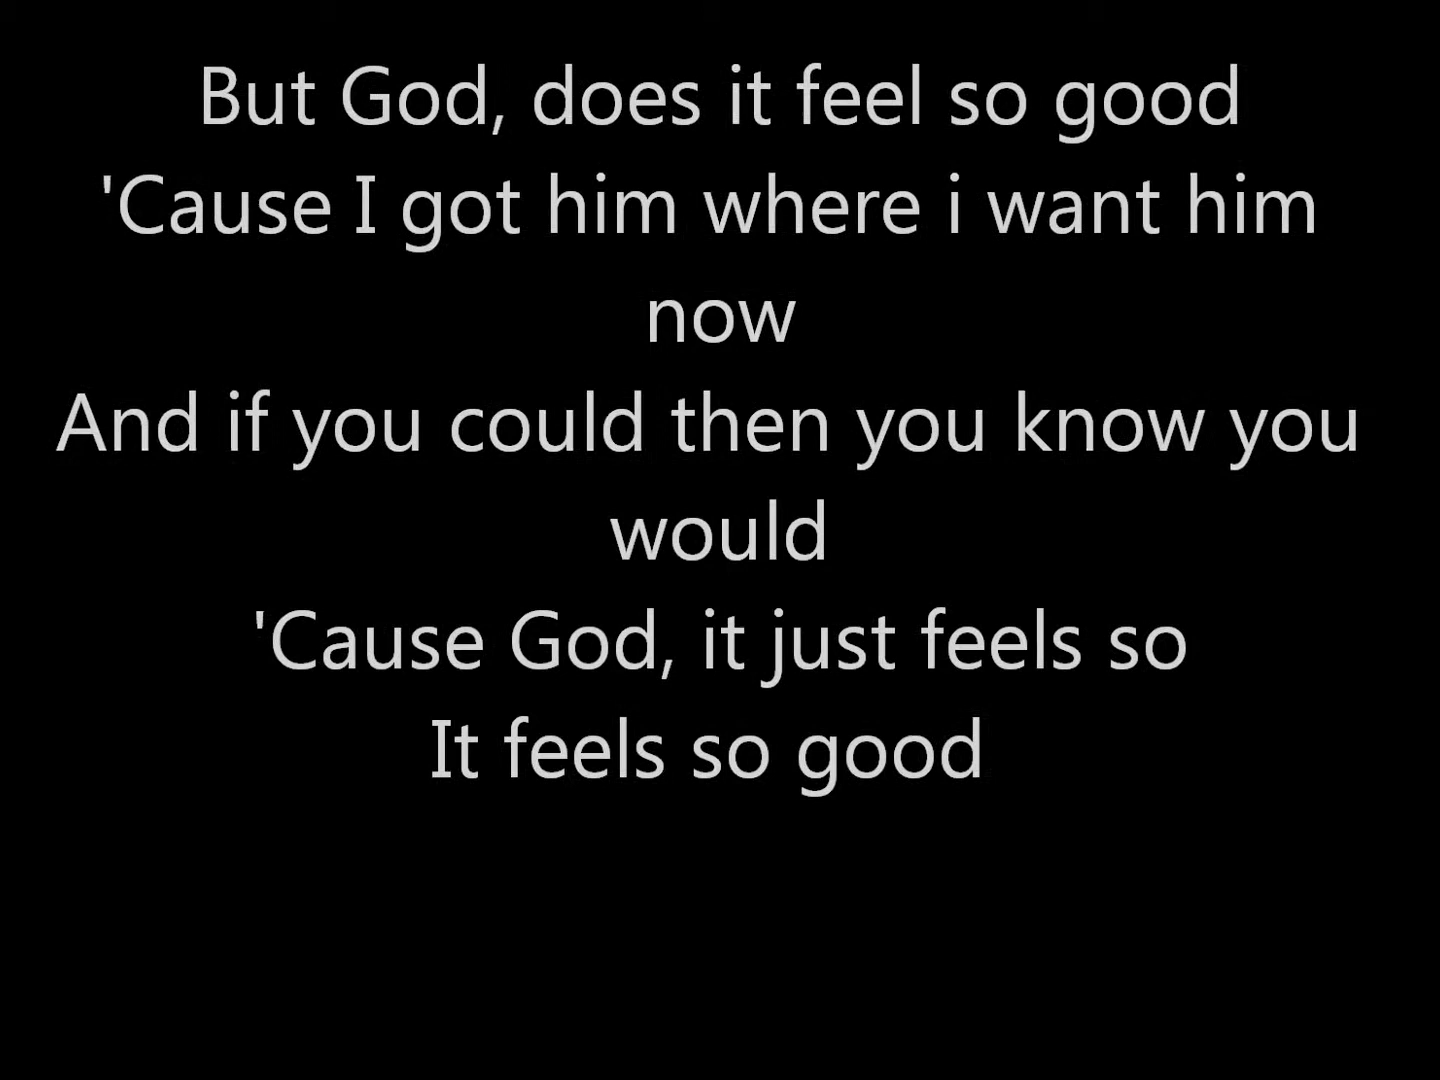 But God, does it feel so good
'Cause I got him where i want him
now
And if you could then you know you
would
'Cause God, it just feels so
It feels so good